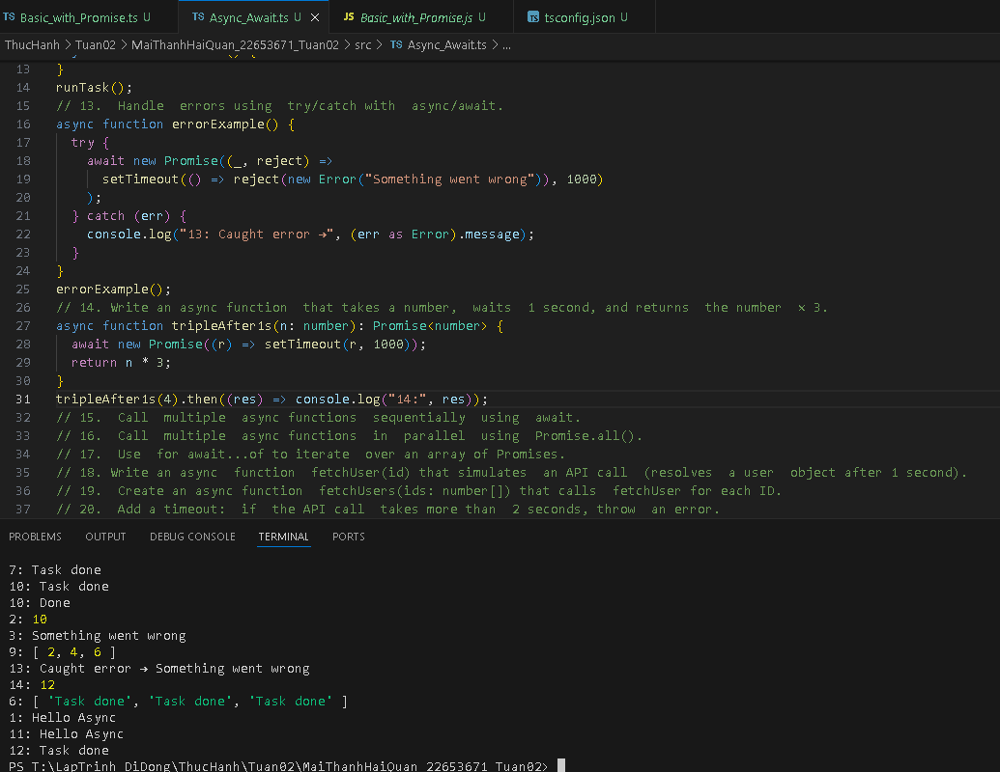 TS Basic_with_Promise.ts U
TS Async_Await.ts U ×
JS Basic_with_Promise.js U
TS tsconfig.json U
ThucHanh > Tuan02 > MaiThanhHaiQuan_22653671_Tuan02 > src > TS Async_Await.ts > ...
13 }
14 runTask();
15 // 13. Handle errors using try/catch with async/await.
16 async function errorExample() {
17 try {
18 await new Promise((_, reject) =>
19 setTimeout(() => reject(new Error("Something went wrong")), 1000)
20 );
21 } catch (err) {
22 console.log("13: Caught error →", (err as Error).message);
23 }
24 }
25 errorExample();
26 // 14. Write an async function that takes a number, waits 1 second, and returns the number × 3.
27 async function tripleAfter1s(n: number): Promise<number> {
28 await new Promise((r) => setTimeout(r, 1000));
29 return n * 3;
30 }
31 tripleAfter1s(4).then((res) => console.log("14:", res));
32 // 15. Call multiple async functions sequentially using await.
33 // 16. Call multiple async functions in parallel using Promise.all().
34 // 17. Use for await...of to iterate over an array of Promises.
35 // 18. Write an async function fetchUser(id) that simulates an API call (resolves a user object after 1 second).
36 // 19. Create an async function fetchUsers(ids: number[]) that calls fetchUser for each ID.
37 // 20. Add a timeout: if the API call takes more than 2 seconds, throw an error.
PROBLEMS OUTPUT DEBUG CONSOLE TERMINAL PORTS
7: Task done
10: Task done
10: Done
2: 10
3: Something went wrong
9: [ 2, 4, 6 ]
13: Caught error → Something went wrong
14: 12
6: [ 'Task done', 'Task done', 'Task done' ]
1: Hello Async
11: Hello Async
12: Task done
PS T:\LapTrinh_DiDong\ThucHanh\Tuan02\MaiThanhHaiQuan_22653671_Tuan02>